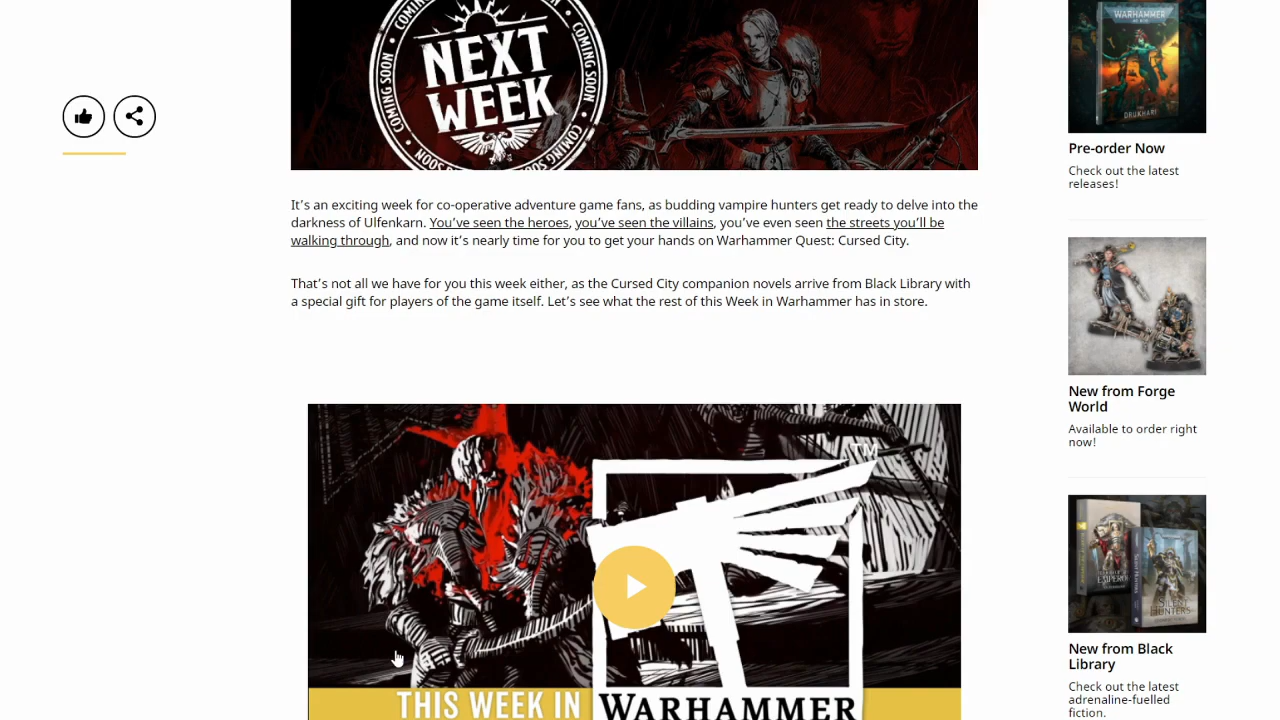 COMING SOON • COMING SOON • COMING SOON
NEXT
WEEK
It's an exciting week for co-operative adventure game fans, as budding vampire hunters get ready to delve into the
darkness of Ulfenkarn. You've seen the heroes, you've seen the villains, you've even seen the streets you'll be
walking through, and now it's nearly time for you to get your hands on Warhammer Quest: Cursed City.
That's not all we have for you this week either, as the Cursed City companion novels arrive from Black Library with
a special gift for players of the game itself. Let's see what the rest of this Week in Warhammer has in store.
TM
THIS WEEK IN WARHAMMER
WARHAMMER
DRUKHARI
Pre-order Now
Check out the latest
releases!
New from Forge
World
Available to order right
now!
SILENT
HUNTERS
New from Black
Library
Check out the latest
adrenaline-fuelled
fiction.